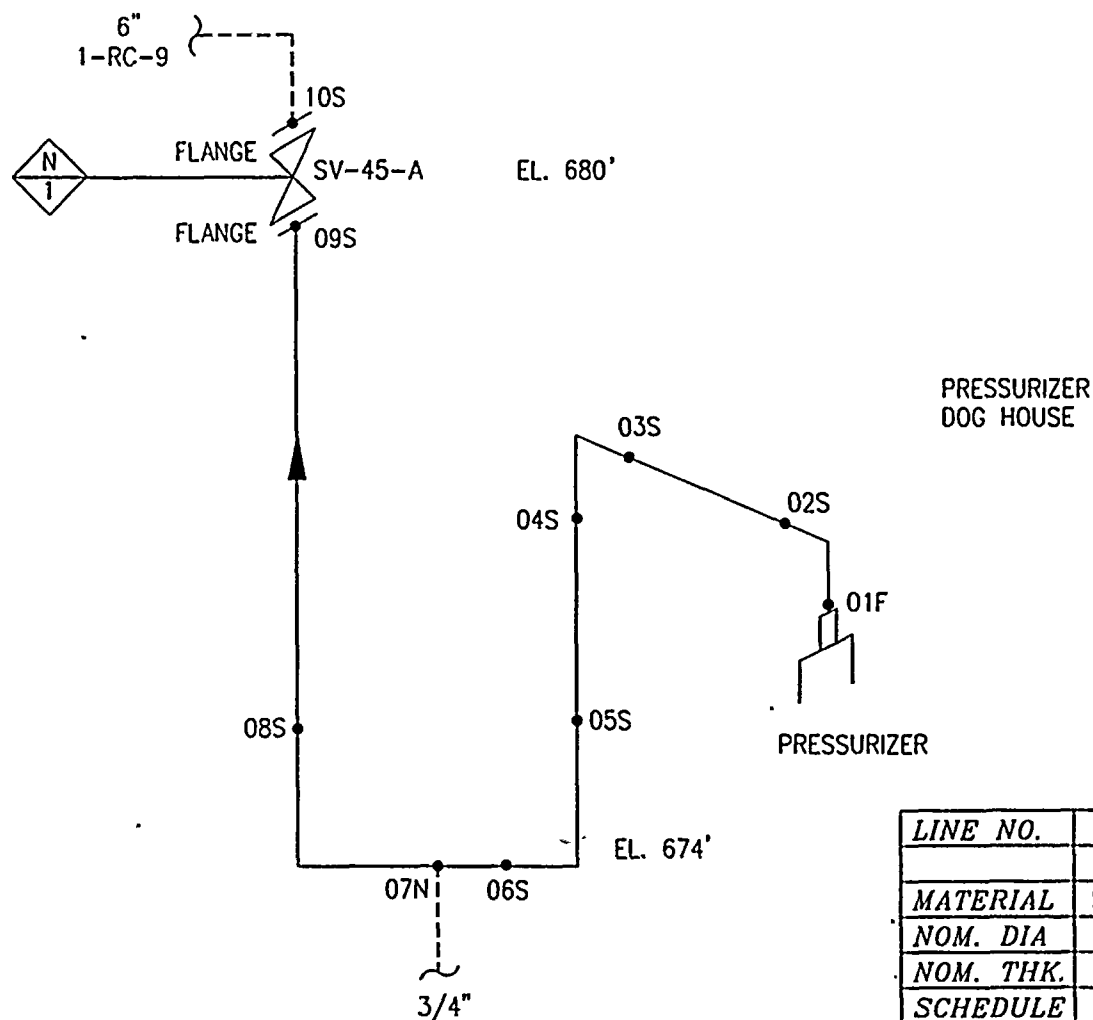 6"
1-RC-9
10S
FLANGE
N
1
SV-45-A
EL. 680'
FLANGE
09S
PRESSURIZER
DOG HOUSE
03S
02S
04S
01F
08S
05S
PRESSURIZER
EL. 674'
07N
06S
3/4"
LINE NO.
MATERIAL
NOM. DIA
NOM. THK.
SCHEDULE